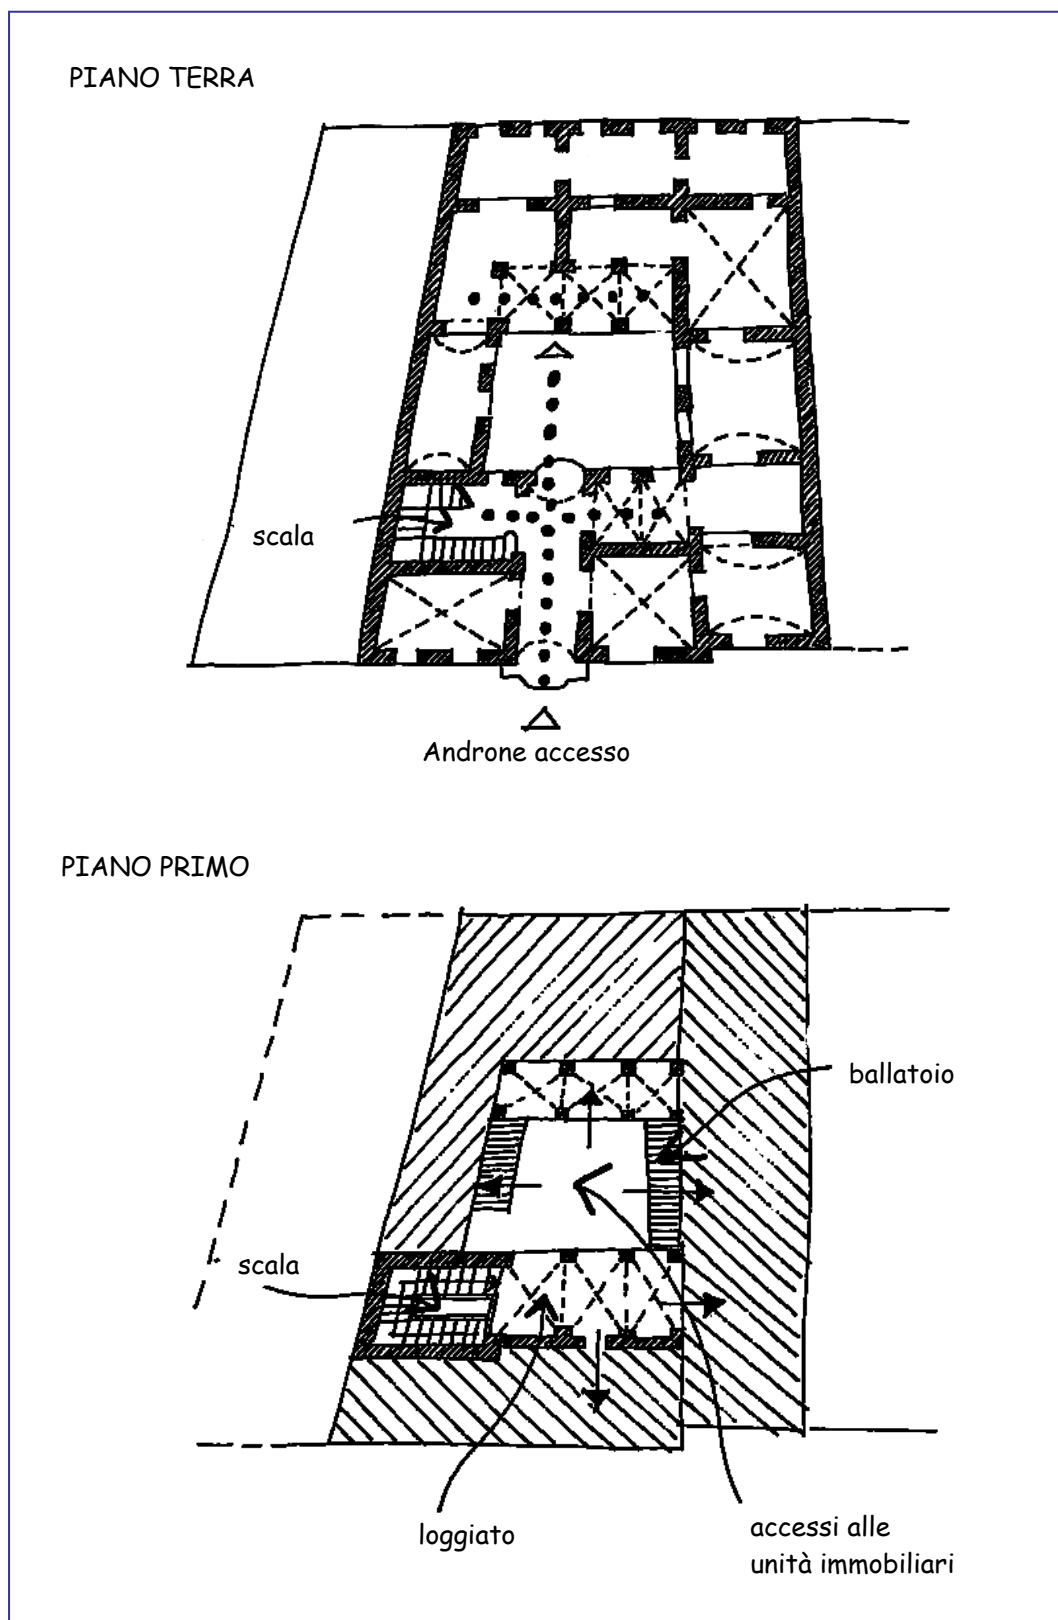 PIANO TERRA
scala
Androne accesso
PIANO PRIMO
ballatoio
scala
loggiato
accessi alle
unità immobiliari